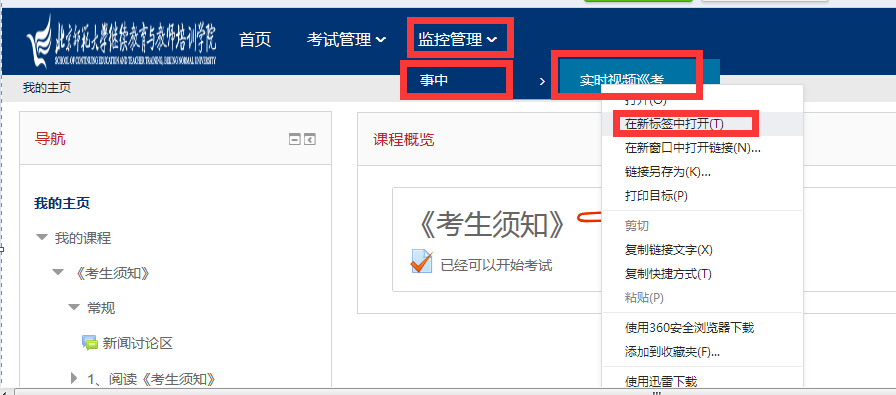 北京师范大学继续教育与教师培训学院
SCHOOL OF CONTINUING EDUCATION AND TEACHER TRAINING, BEIJING NORMAL UNIVERSITY
首页
考试管理
监控管理
事中
实时视频巡考
我的主页
导航
我的主页
我的课程
《考生须知》
常规
新闻讨论区
1、阅读《考生须知》
课程概览
《考生须知》
已经可以开始考试
打开(O)
在新标签中打开(T)
在新窗口中打开链接(N)...
链接另存为(K)...
打印目标(P)
剪切
复制链接文字(X)
复制快捷方式(T)
粘贴(P)
使用360安全浏览器下载
添加到收藏夹(F)...
使用迅雷下载